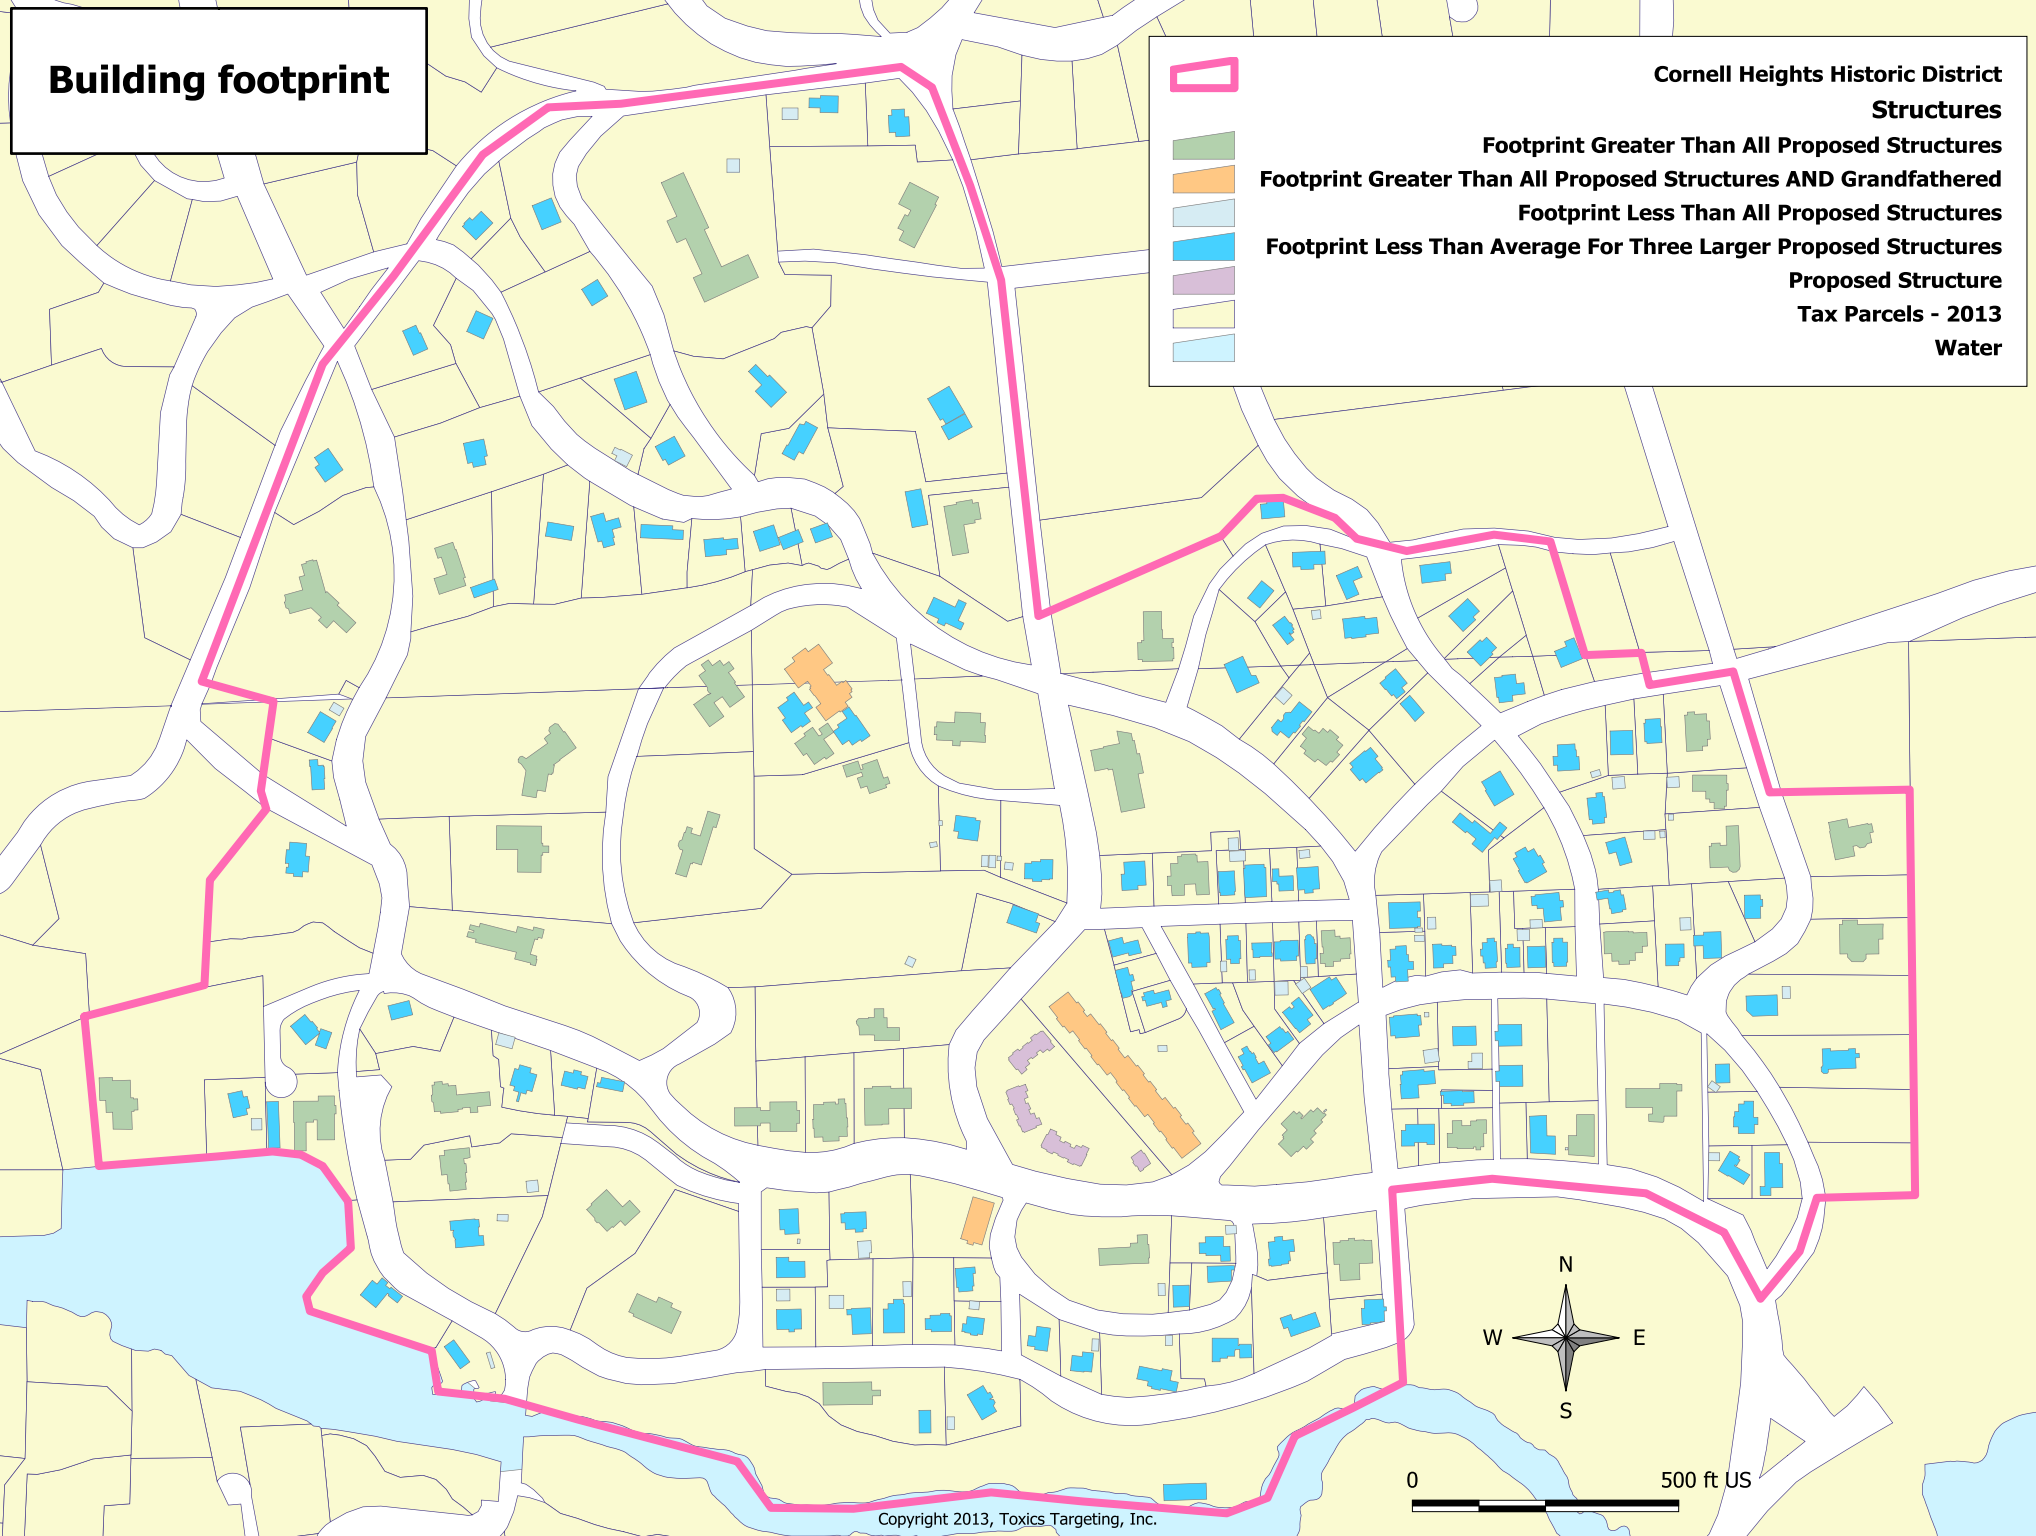 Building footprint
Cornell Heights Historic District
Structures
Footprint Greater Than All Proposed Structures
Footprint Greater Than All Proposed Structures AND Grandfathered
Footprint Less Than All Proposed Structures
Footprint Less Than Average For Three Larger Proposed Structures
Proposed Structure
Tax Parcels - 2013
Water
N
W E
S
0 500 ft US
Copyright 2013, Toxics Targeting, Inc.